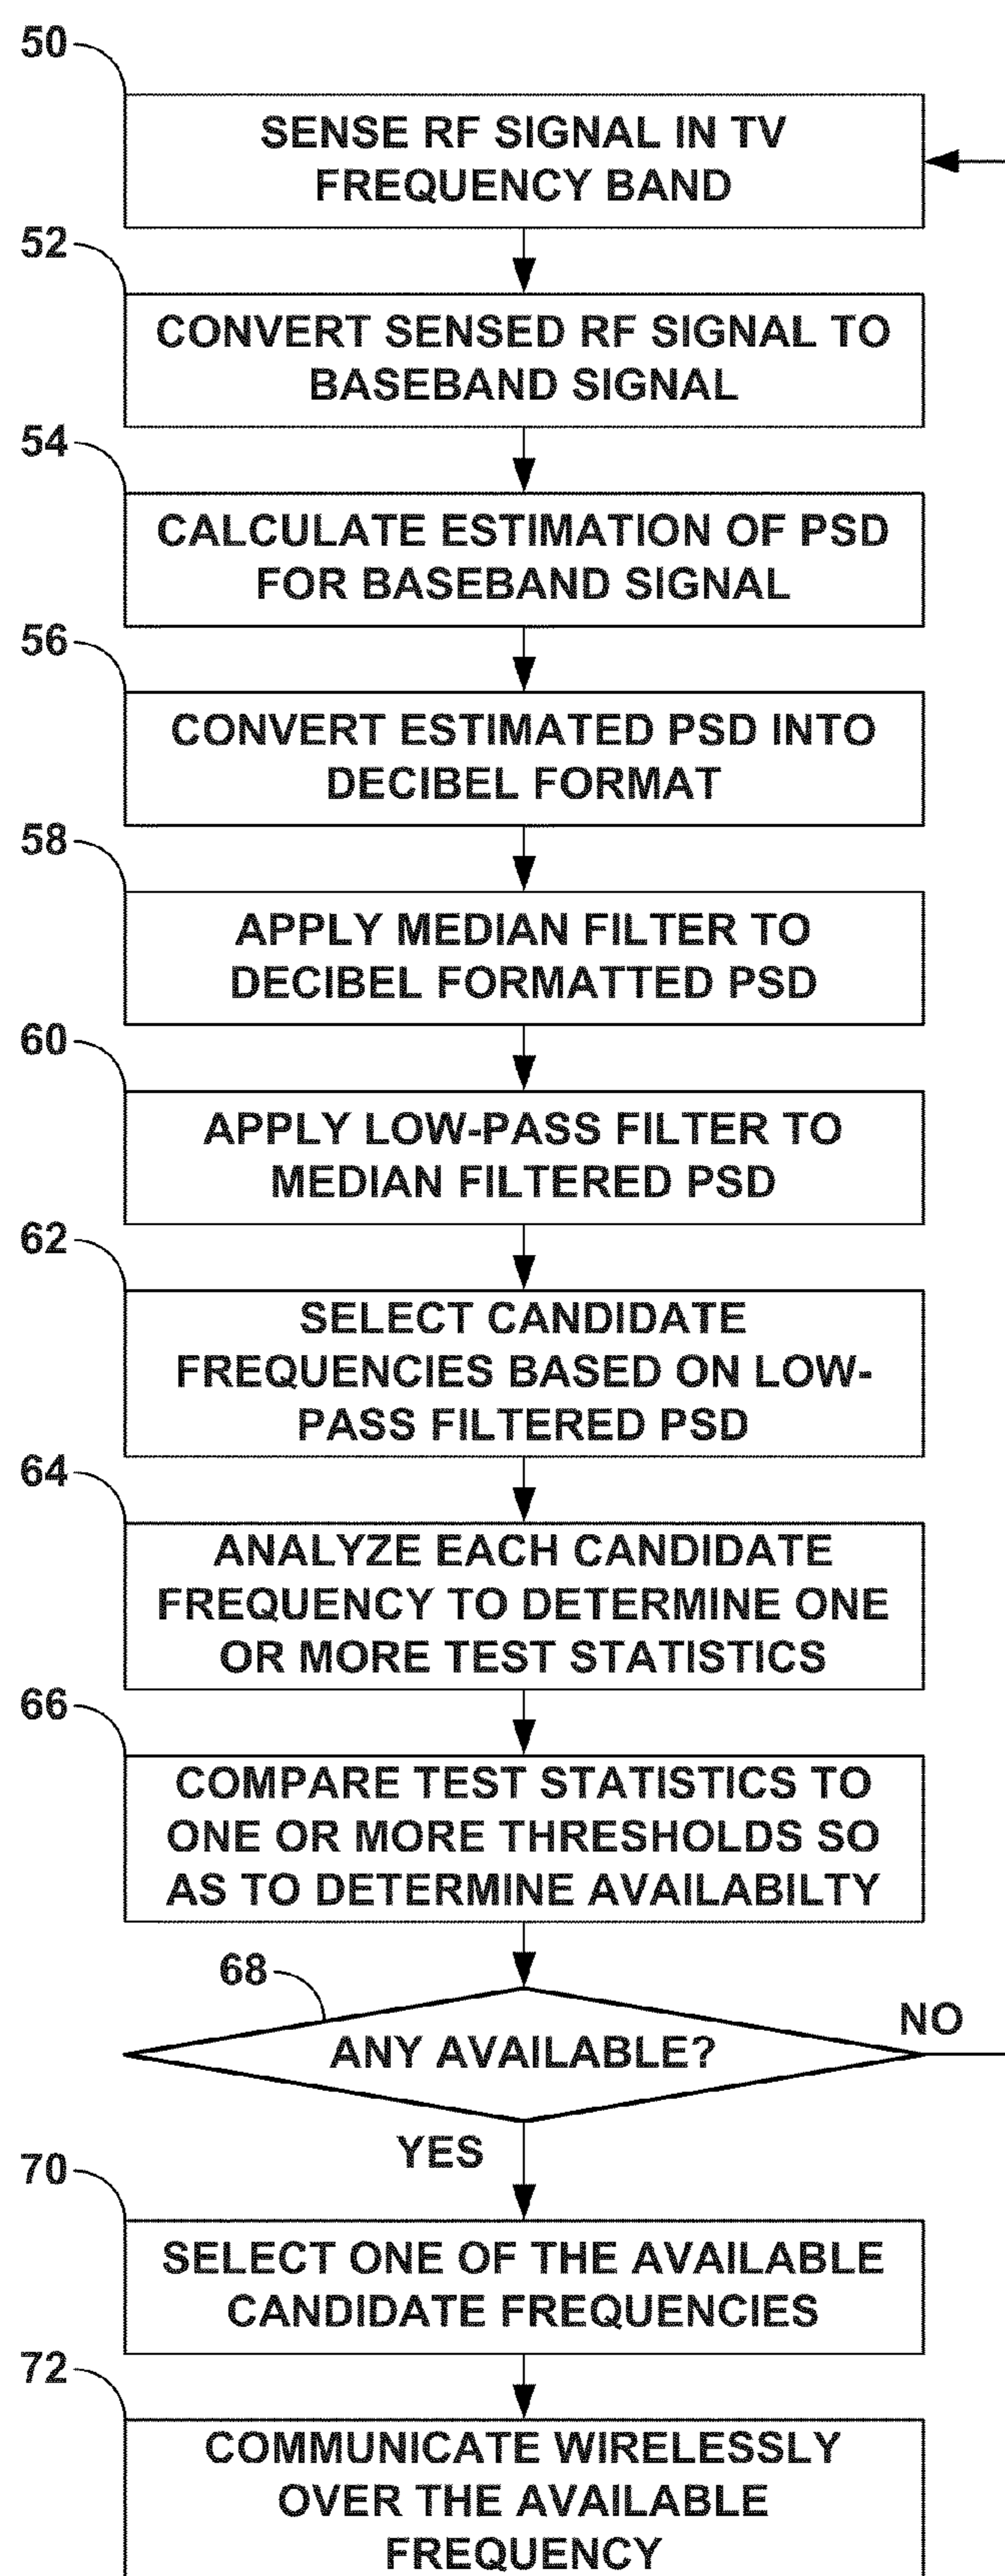 50
SENSE RF SIGNAL IN TV
FREQUENCY BAND
52
CONVERT SENSED RF SIGNAL TO
BASEBAND SIGNAL
54
CALCULATE ESTIMATION OF PSD
FOR BASEBAND SIGNAL
56
CONVERT ESTIMATED PSD INTO
DECIBEL FORMAT
58
APPLY MEDIAN FILTER TO
DECIBEL FORMATTED PSD
60
APPLY LOW-PASS FILTER TO
MEDIAN FILTERED PSD
62
SELECT CANDIDATE
FREQUENCIES BASED ON LOW-
PASS FILTERED PSD
64
ANALYZE EACH CANDIDATE
FREQUENCY TO DETERMINE ONE
OR MORE TEST STATISTICS
66
COMPARE TEST STATISTICS TO
ONE OR MORE THRESHOLDS SO
AS TO DETERMINE AVAILABILTY
68
ANY AVAILABLE?
NO
YES
70
SELECT ONE OF THE AVAILABLE
CANDIDATE FREQUENCIES
72
COMMUNICATE WIRELESSLY
OVER THE AVAILABLE
FREQUENCY